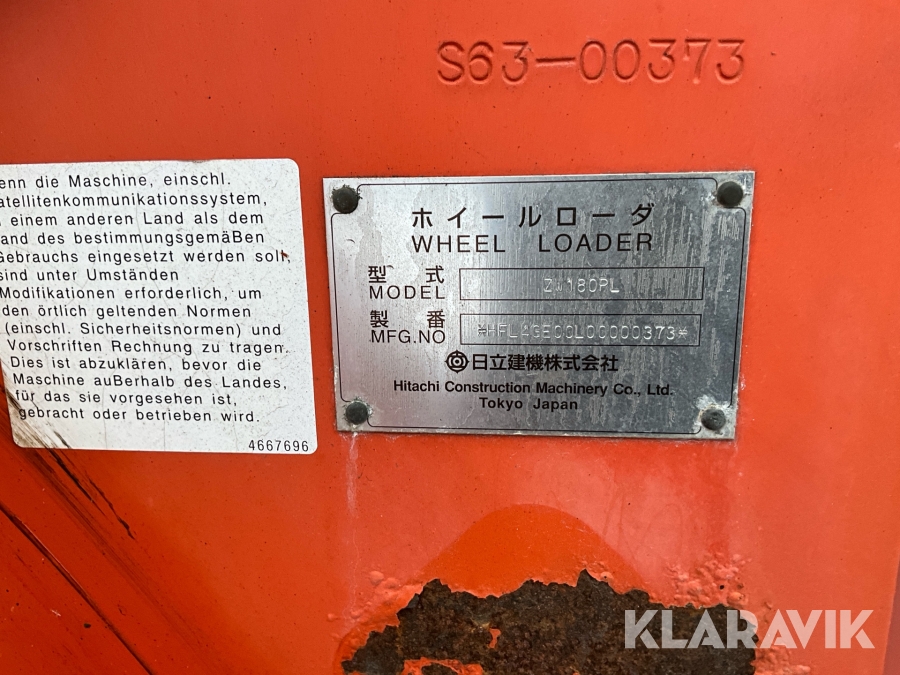 S63-00373
enn die Maschine, einschl.
atellitenkommunikationssystem,
einem anderen Land als dem
and des bestimmungsgemäßen
Gebrauchs eingesetzt werden soll,
sind unter Umständen
Modifikationen erforderlich, um
den örtlich geltenden Normen
(einschl. Sicherheitsnormen) und
Vorschriften Rechnung zu tragen.
Dies ist abzuklären, bevor die
Maschine außerhalb des Landes,
für das sie vorgesehen ist,
gebracht oder betrieben wird.
4667696
ホイールローダ
WHEEL LOADER
型式
MODEL ZW180PL
製番
MFG.NO
日立建機株式会社
Hitachi Construction Machinery Co., Ltd.
Tokyo Japan
KLARAVIK